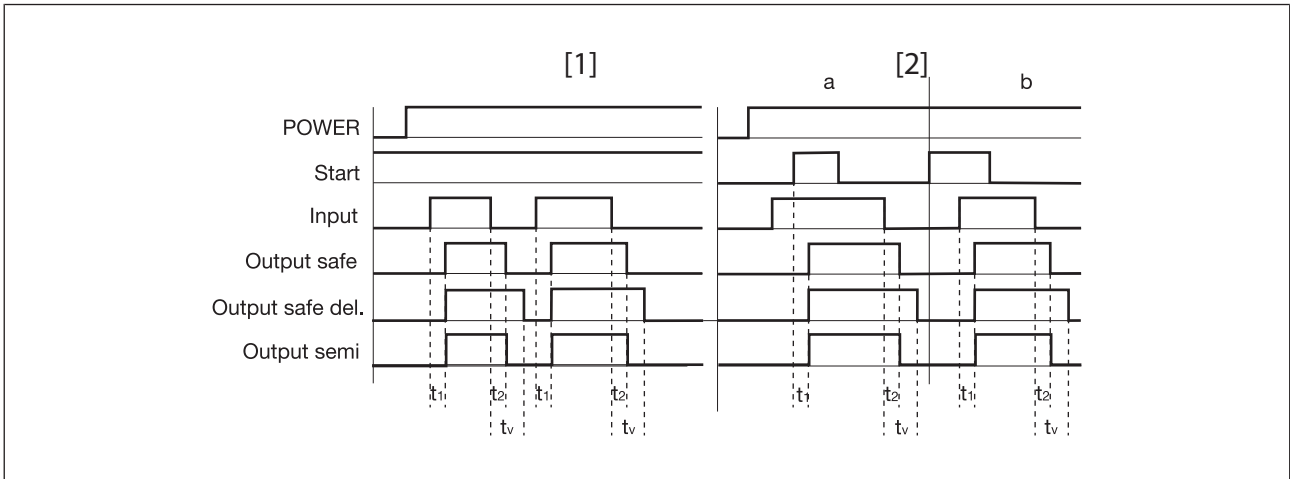 [1] [2]
a b
POWER
Start
Input
Output safe
Output safe del.
Output semi
t1 t2 t1 t2 t1 t2 t1 t2
tv tv tv tv